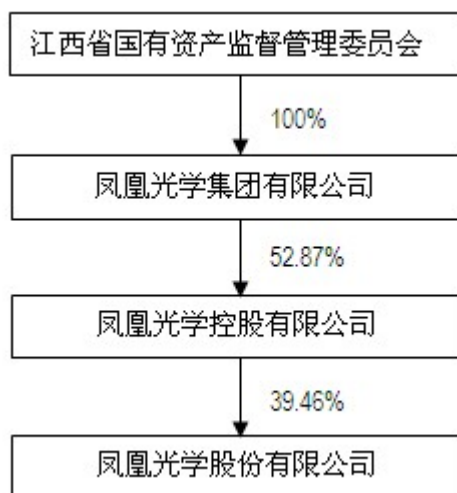 江西省国有资产监督管理委员会
100%
凤凰光学集团有限公司
52.87%
凤凰光学控股有限公司
39.46%
凤凰光学股份有限公司